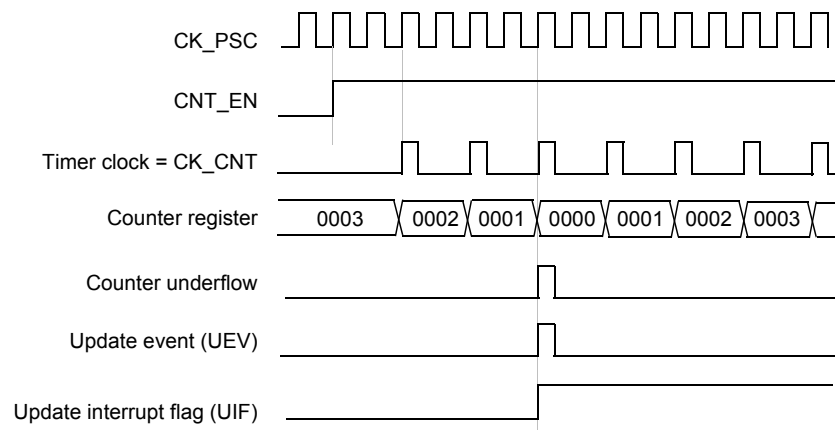 CK_PSC
CNT_EN
Timer clock = CK_CNT
Counter register 0003 0002 0001 0000 0001 0002 0003
Counter underflow
Update event (UEV)
Update interrupt flag (UIF)